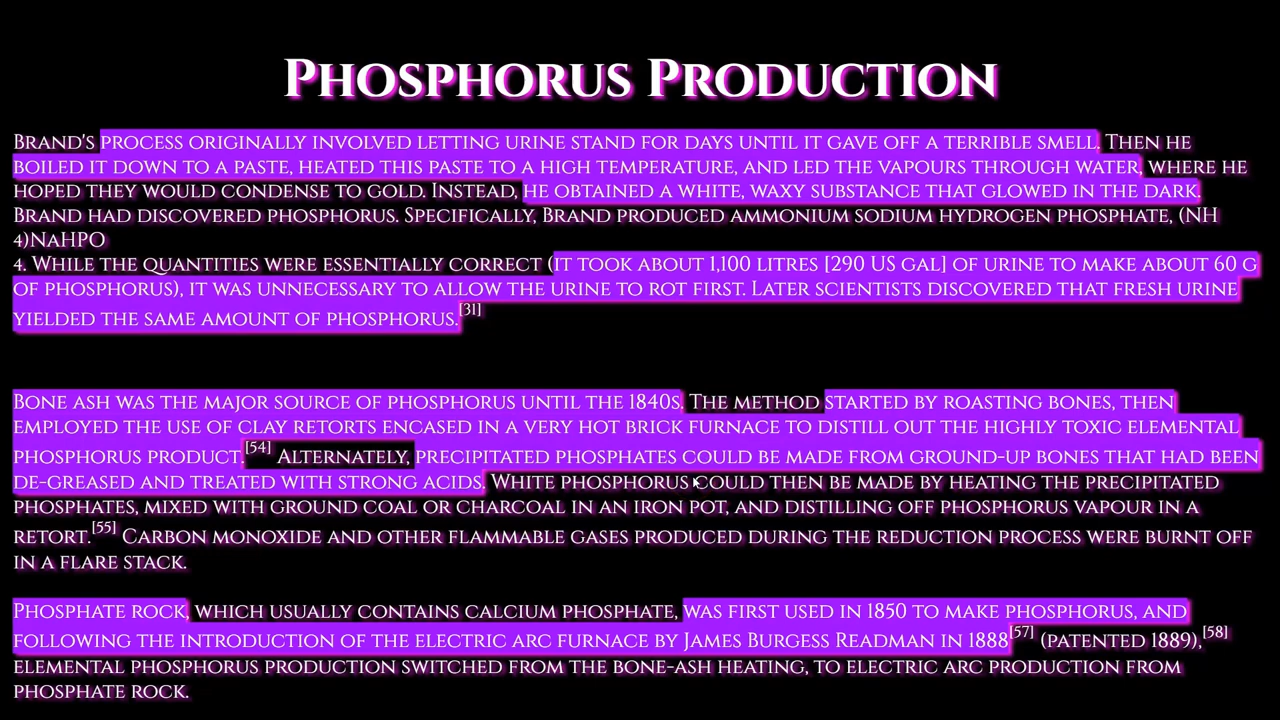 Phosphorus Production
Brand's process originally involved letting urine stand for days until it gave off a terrible smell. Then he
boiled it down to a paste, heated this paste to a high temperature, and led the vapours through water, where he
hoped they would condense to gold. Instead, he obtained a white, waxy substance that glowed in the dark.
Brand had discovered phosphorus. Specifically, Brand produced ammonium sodium hydrogen phosphate, (NH
4)NaHPO
4. While the quantities were essentially correct (it took about 1,100 litres [290 US gal] of urine to make about 60 g
of phosphorus), it was unnecessary to allow the urine to rot first. Later scientists discovered that fresh urine
yielded the same amount of phosphorus.[31]
Bone ash was the major source of phosphorus until the 1840s. The method started by roasting bones, then
employed the use of clay retorts encased in a very hot brick furnace to distill out the highly toxic elemental
phosphorus product.[54] Alternately, precipitated phosphates could be made from ground-up bones that had been
de-greased and treated with strong acids. White phosphorus could then be made by heating the precipitated
phosphates, mixed with ground coal or charcoal in an iron pot, and distilling off phosphorus vapour in a
retort.[55] Carbon monoxide and other flammable gases produced during the reduction process were burnt off
in a flare stack.
Phosphate rock, which usually contains calcium phosphate, was first used in 1850 to make phosphorus, and
following the introduction of the electric arc furnace by James Burgess Readman in 1888[57] (patented 1889),[58]
elemental phosphorus production switched from the bone-ash heating, to electric arc production from
phosphate rock.